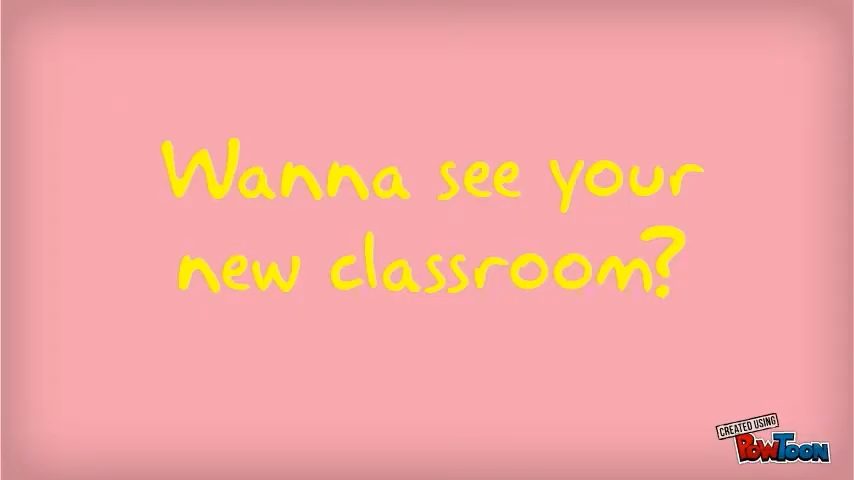 Wanna see your
new classroom?
CREATED USING
POWTOON